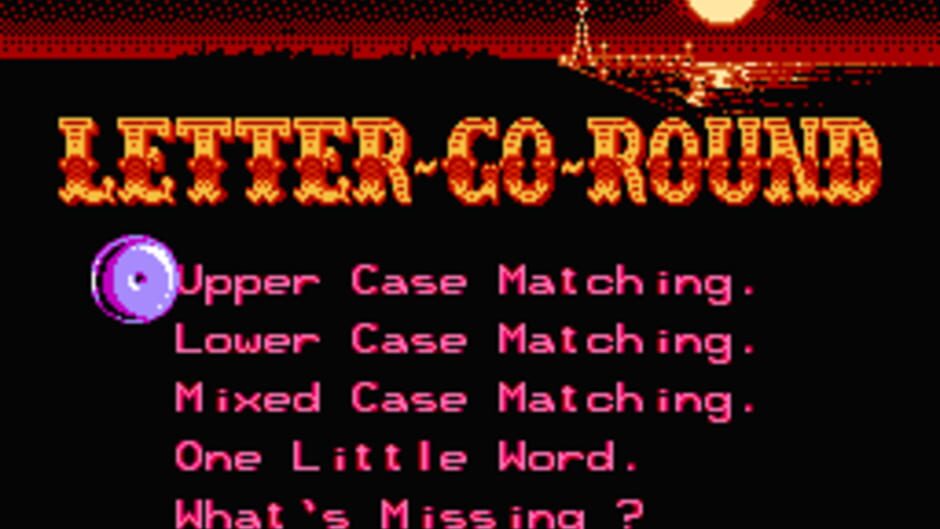 LETTER-GO-ROUND
Upper Case Matching.
Lower Case Matching.
Mixed Case Matching.
One Little Word.
What's Missing ?